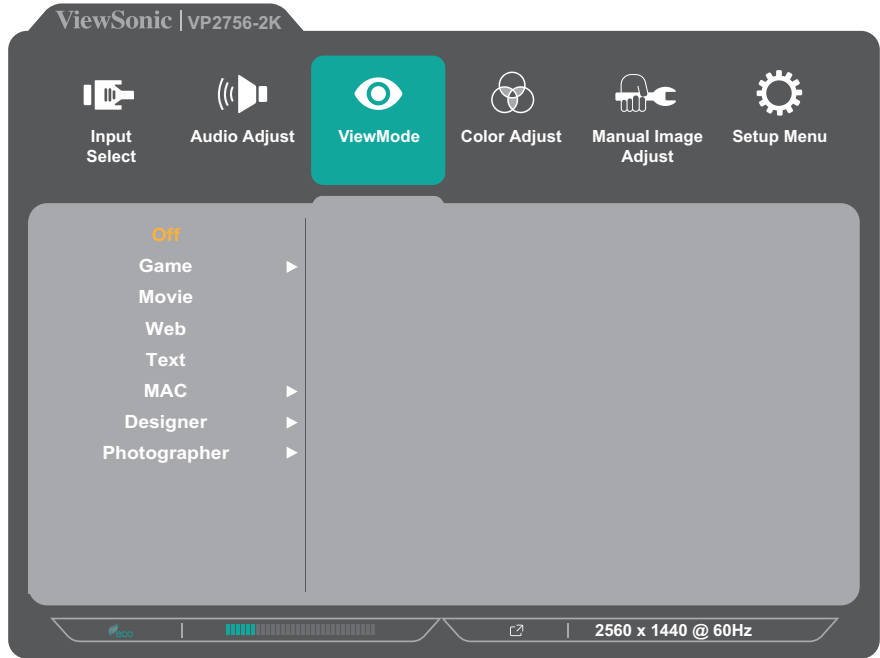 ViewSonic | VP2756-2K
Input Select
Audio Adjust
ViewMode
Color Adjust
Manual Image Adjust
Setup Menu
Off
Game
Movie
Web
Text
MAC
Designer
Photographer
eco
2560 x 1440 @ 60Hz